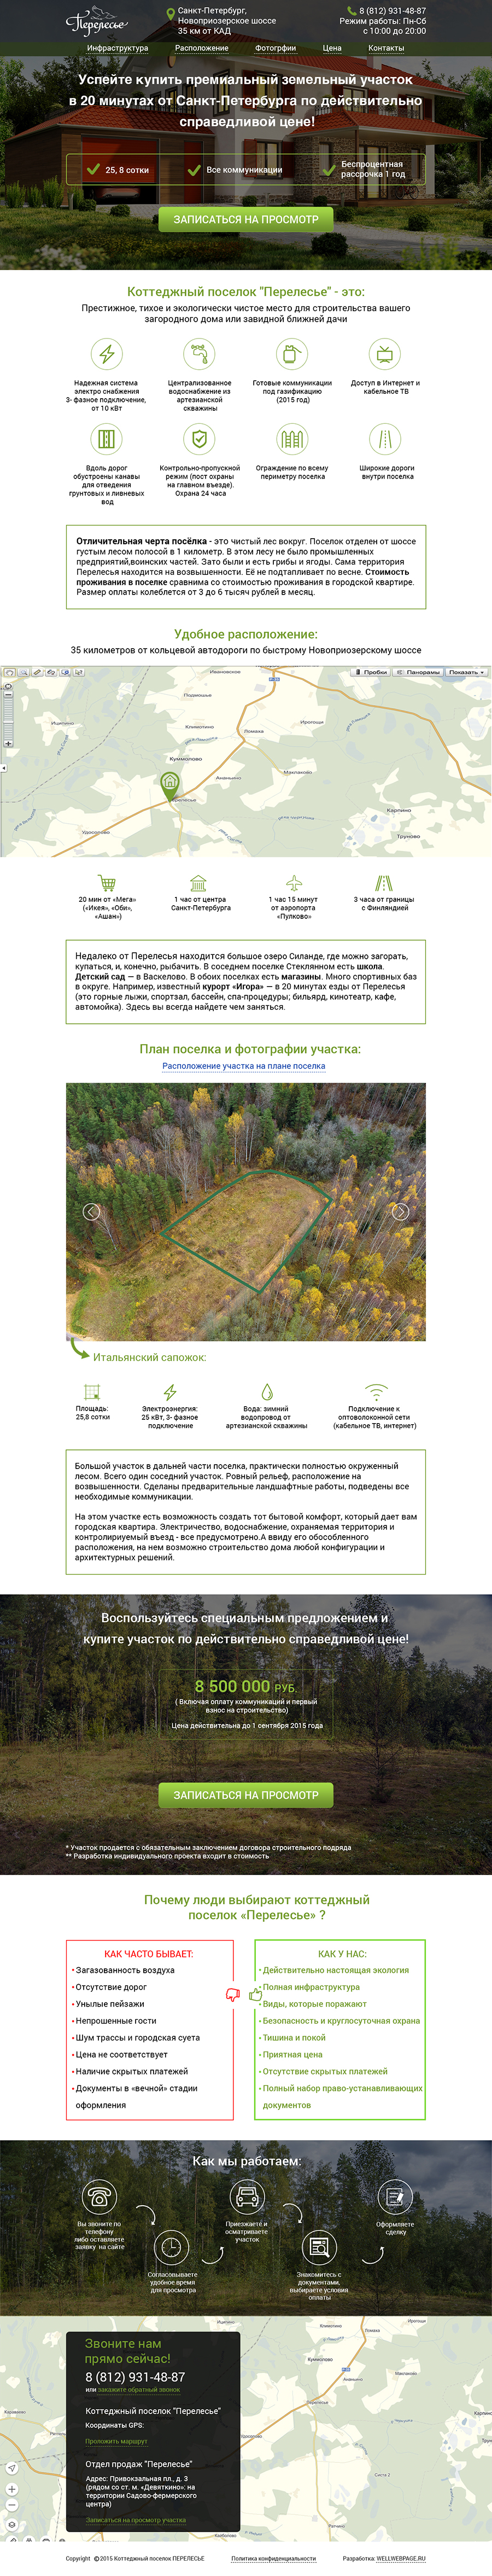 Перелесье
Санкт-Петербург,
Новоприозерское шоссе
35 км от КАД
8 (812) 931-48-87
Режим работы: Пн-Сб
с 10:00 до 20:00
Инфраструктура Расположение Фотогрфии Цена Контакты
Успейте купить премиальный земельный участок
в 20 минутах от Санкт-Петербурга по действительно
справедливой цене!
25, 8 сотки
Все коммуникации
Беспроцентная
рассрочка 1 год
ЗАПИСАТЬСЯ НА ПРОСМОТР
Коттеджный поселок "Перелесье" - это:
Престижное, тихое и экологически чистое место для строительства вашего
загородного дома или завидной ближней дачи
Надежная система
электро снабжения
3- фазное подключение,
от 10 кВт
Централизованное
водоснабжение из
артезианской
скважины
Готовые коммуникации
под газификацию
(2015 год)
Доступ в Интернет и
кабельное ТВ
Вдоль дорог
обустроены канавы
для отведения
грунтовых и ливневых
вод
Контрольно-пропускной
режим (пост охраны
на главном въезде).
Охрана 24 часа
Ограждение по всему
периметру поселка
Широкие дороги
внутри поселка
Отличительная черта посёлка - это чистый лес вокруг. Поселок отделен от шоссе
густым лесом полосой в 1 километр. В этом лесу не было промышленных
предприятий,воинских частей. Зато были и есть грибы и ягоды. Сама территория
Перелесья находится на возвышенности. Её не подтапливает по весне. Стоимость
проживания в поселке сравнима со стоимостью проживания в городской квартире.
Размер оплаты колеблется от 3 до 6 тысяч рублей в месяц.
Удобное расположение:
35 километров от кольцевой автодороги по быстрому Новоприозерскому шоссе
Пробки Панорамы Показать
Ивановское
Подмошье
Иципино
Климотино
Ирогощи
Ломаха
Куммолово
Махлахово
Ананьино
Перелесье
Карпино
Удосолово
Труново
20 мин от «Мега»
(«Икея», «Оби»,
«Ашан»)
1 час от центра
Санкт-Петербурга
1 час 15 минут
от аэропорта
«Пулково»
3 часа от границы
с Финляндией
Недалеко от Перелесья находится большое озеро Силанде, где можно загорать,
купаться, и, конечно, рыбачить. В соседнем поселке Стеклянном есть школа.
Детский сад — в Васкелово. В обоих поселках есть магазины. Много спортивных баз
в округе. Например, известный курорт «Игора» — в 20 минутах езды от Перелесья
(это горные лыжи, спортзал, бассейн, спа-процедуры; бильярд, кинотеатр, кафе,
автомойка). Здесь вы всегда найдете чем заняться.
План поселка и фотографии участка:
Расположение участка на плане поселка
Итальянский сапожок:
Площадь:
25,8 сотки
Электроэнергия:
25 кВт, 3- фазное
подключение
Вода: зимний
водопровод от
артезианской скважины
Подключение к
оптоволоконной сети
(кабельное ТВ, интернет)
Большой участок в дальней части поселка, практически полностью окруженный
лесом. Всего один соседний участок. Ровный рельеф, расположение на
возвышенности. Сделаны предварительные ландшафтные работы, подведены все
необходимые коммуникации.
На этом участке есть возможность создать тот бытовой комфорт, который дает вам
городская квартира. Электричество, водоснабжение, охраняемая территория и
контролириуемый въезд - все предусмотрено.А ввиду его обособленного
расположения, на нем возможно строительство дома любой конфигурации и
архитектурных решений.
Воспользуйтесь специальным предложением и
купите участок по действительно справедливой цене!
8 500 000 РУБ.
( Включая оплату коммуникаций и первый
взнос на строительство)
Цена действительна до 1 сентября 2015 года
ЗАПИСАТЬСЯ НА ПРОСМОТР
* Участок продается с обязательным заключением договора строительного подряда
** Разработка индивидуального проекта входит в стоимость
Почему люди выбирают коттеджный
поселок «Перелесье» ?
КАК ЧАСТО БЫВАЕТ:
• Загазованность воздуха
• Отсутствие дорог
• Унылые пейзажи
• Непрошенные гости
• Шум трассы и городская суета
• Цена не соответствует
• Наличие скрытых платежей
• Документы в «вечной» стадии
оформления
КАК У НАС:
• Действительно настоящая экология
• Полная инфраструктура
• Виды, которые поражают
• Безопасность и круглосуточная охрана
• Тишина и покой
• Приятная цена
• Отсутствие скрытых платежей
• Полный набор право-устанавливающих
документов
Как мы работаем:
Вы звоните по
телефону
либо оставляете
заявку на сайте
Согласовываете
удобное время
для просмотра
Приезжаете и
осматриваете
участок
Знакомитесь с
документами,
выбираете условия
оплаты
Оформляете
сделку
Звоните нам
прямо сейчас!
8 (812) 931-48-87
или закажите обратный звонок
Коттеджный поселок "Перелесье"
Координаты GPS:
Проложить маршрут
Отдел продаж "Перелесье"
Адрес: Привокзальная пл., д. 3
(рядом со ст. м. «Девяткино»: на
территории Садово-фермерского
центра)
Записаться на просмотр участка
Климотино
Ирогощи
Ломаха
Куммолово
Махлахово
Ананьино
Перелесье
Copyright ©2015 Коттеджный поселок ПЕРЕЛЕСЬЕ Политика конфиденциальности Разработка: WELLWEBPAGE.RU